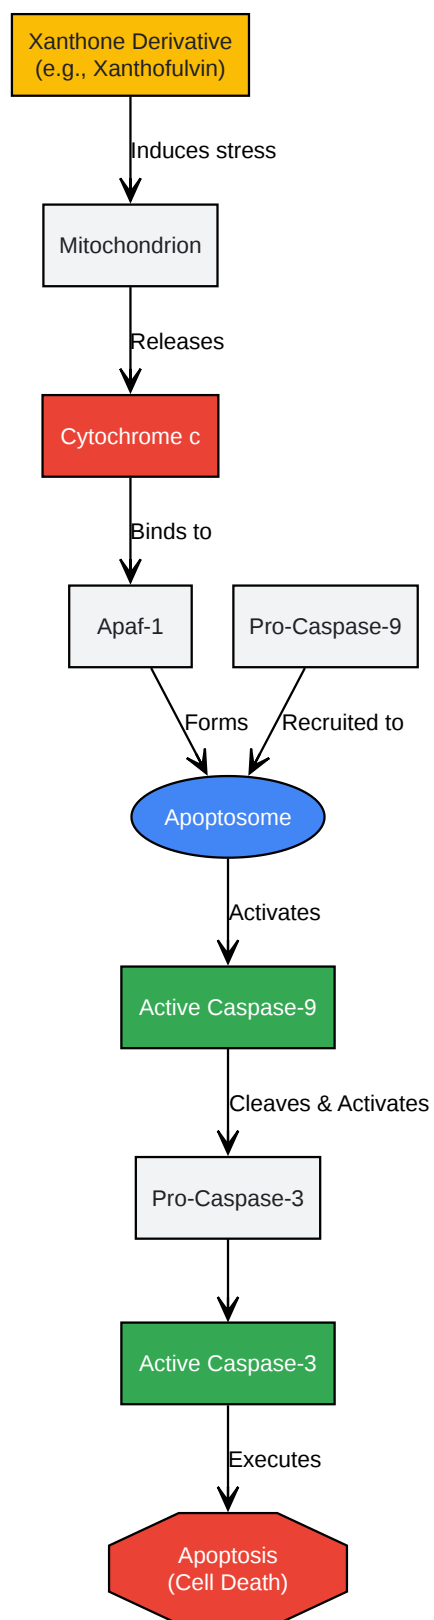 Xanthone Derivative
(e.g., Xanthofulvin)
Induces stress
Mitochondrion
Releases
Cytochrome c
Binds to
Apaf-1
Pro-Caspase-9
Forms
Recruited to
Apoptosome
Activates
Active Caspase-9
Cleaves & Activates
Pro-Caspase-3
Active Caspase-3
Executes
Apoptosis
(Cell Death)